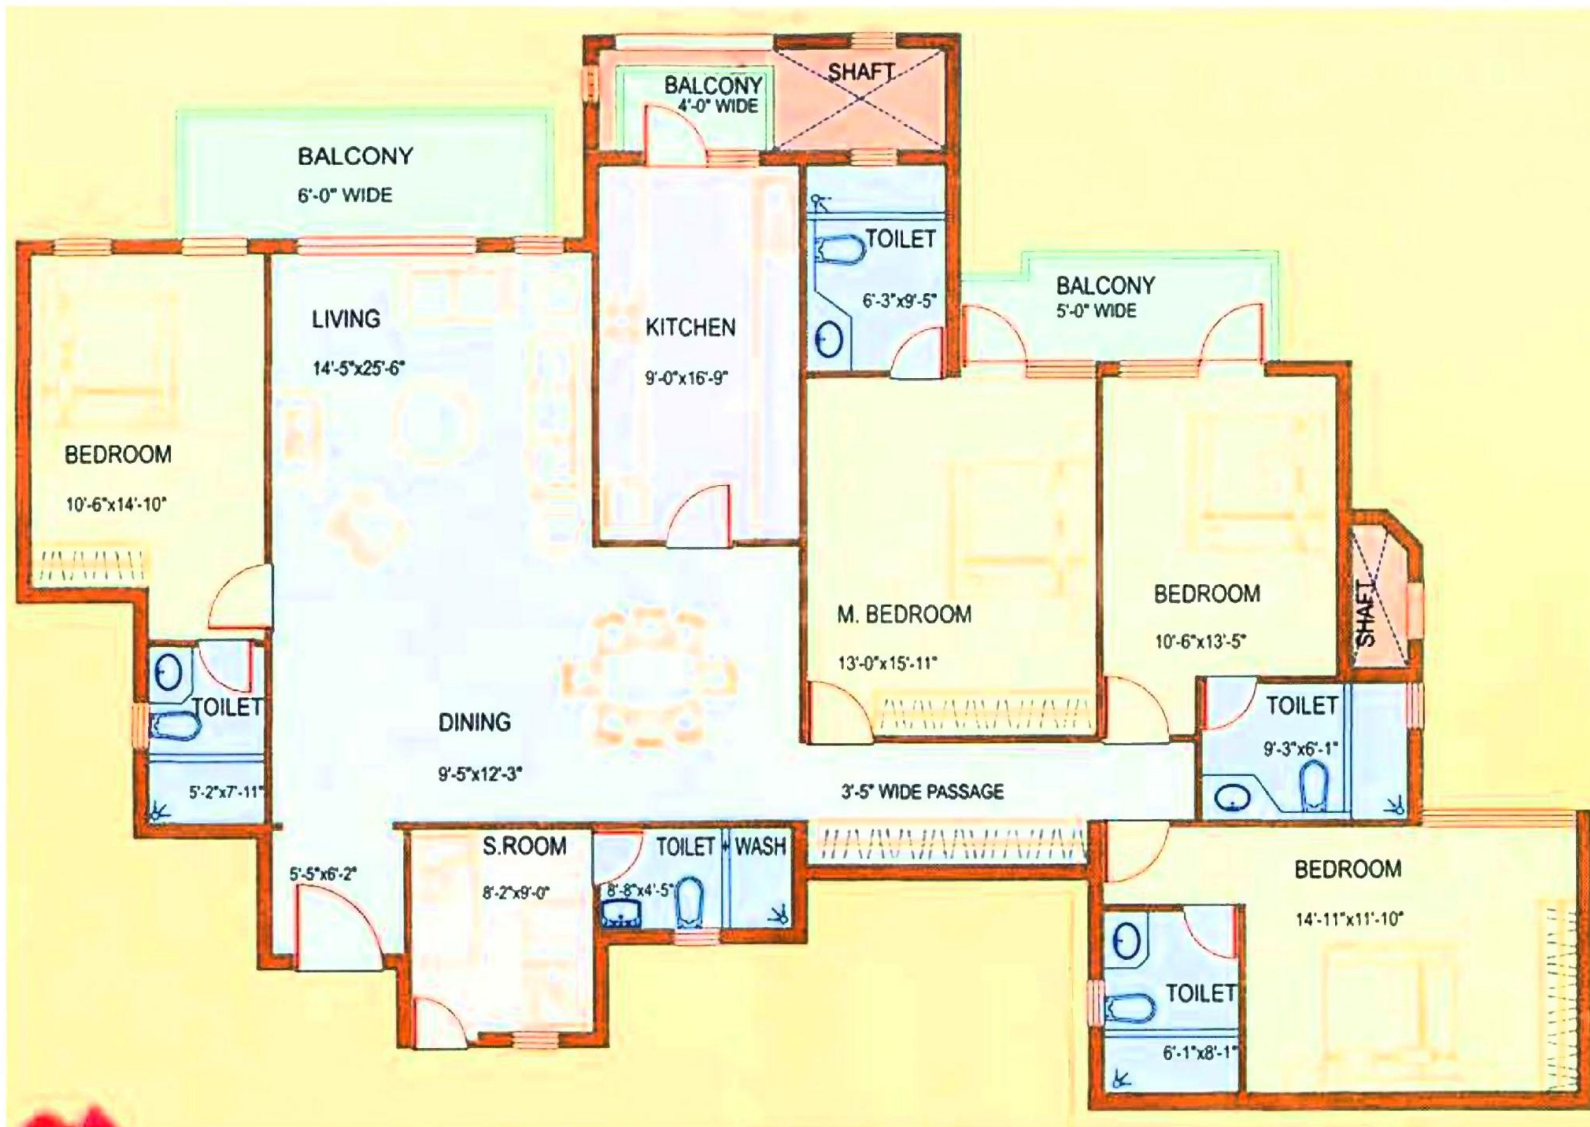 BALCONY
4'-0" WIDE
SHAFT
BALCONY
6'-0" WIDE
TOILET
6'-3"x9'-5"
BALCONY
5'-0" WIDE
LIVING
14'-5"x25'-6"
KITCHEN
9'-0"x16'-9"
BEDROOM
10'-6"x14'-10"
M. BEDROOM
13'-0"x15'-11"
BEDROOM
10'-6"x13'-5"
SHAFT
TOILET
5'-2"x7'-11"
DINING
9'-5"x12'-3"
TOILET
9'-3"x6'-1"
3'-5" WIDE PASSAGE
5'-5"x6'-2"
S.ROOM
8'-2"x9'-0"
TOILET + WASH
8'-8"x4'-5"
BEDROOM
14'-11"x11'-10"
TOILET
6'-1"x8'-1"